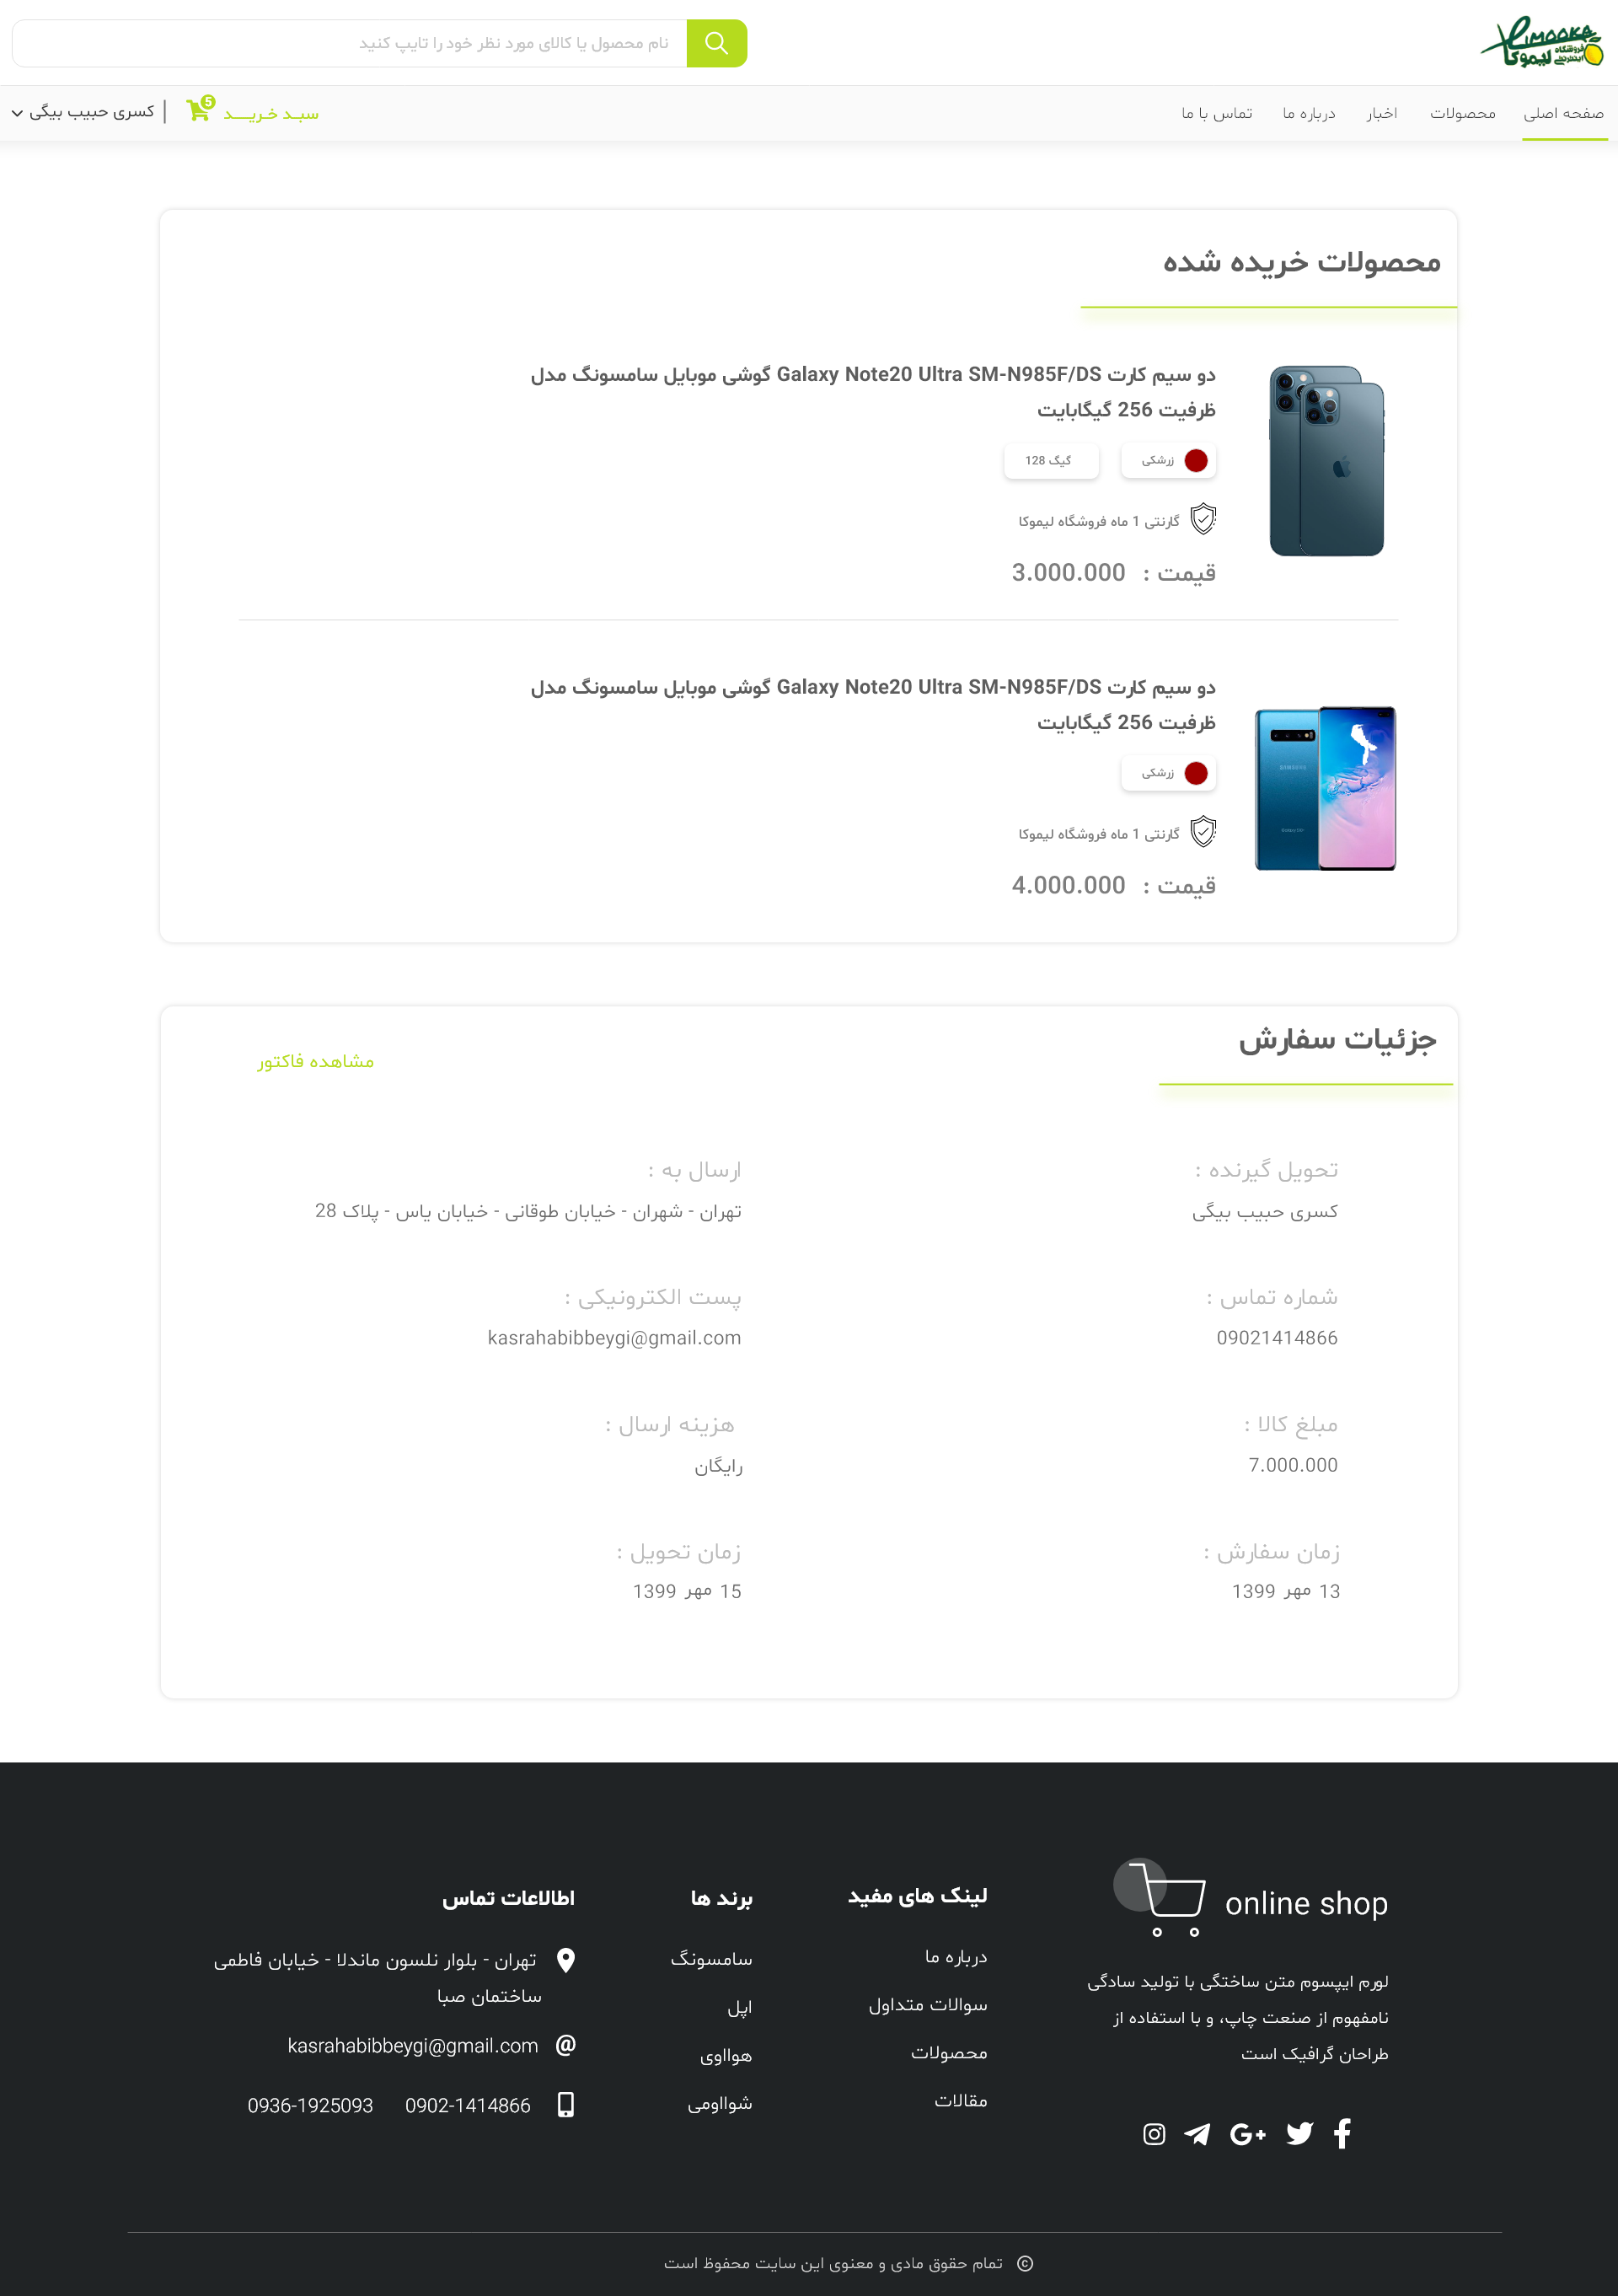 LIMOOKA
فروشگاه اینترنتی
لیموکا
نام محصول یا کالای مورد نظر خود را تایپ کنید
صفحه اصلی
محصولات
اخبار
درباره ما
تماس با ما
سبـد خـریـــد
5
کسری حبیب بیگی
محصولات خریده شده
دو سیم کارت Galaxy Note20 Ultra SM-N985F/DS گوشی موبایل سامسونگ مدل
ظرفیت 256 گیگابایت
زرشکی
گیگ 128
گارنتی 1 ماه فروشگاه لیموکا
قیمت : 3.000.000
دو سیم کارت Galaxy Note20 Ultra SM-N985F/DS گوشی موبایل سامسونگ مدل
ظرفیت 256 گیگابایت
SAMSUNG
زرشکی
گارنتی 1 ماه فروشگاه لیموکا
قیمت : 4.000.000
جزئیات سفارش
مشاهده فاکتور
تحویل گیرنده :
کسری حبیب بیگی
ارسال به :
تهران - شهران - خیابان طوقانی - خیابان یاس - پلاک 28
شماره تماس :
09021414866
پست الکترونیکی :
kasrahabibbeygi@gmail.com
مبلغ کالا :
7.000.000
هزینه ارسال :
رایگان
زمان سفارش :
13 مهر 1399
زمان تحویل :
15 مهر 1399
online shop
لورم ایپسوم متن ساختگی با تولید سادگی
نامفهوم از صنعت چاپ، و با استفاده از
طراحان گرافیک است
لینک های مفید
درباره ما
سوالات متداول
محصولات
مقالات
برند ها
سامسونگ
اپل
هوااوی
شوااومی
اطلاعات تماس
تهران - بلوار نلسون ماندلا - خیابان فاطمی
ساختمان صبا
@ kasrahabibbeygi@gmail.com
0902-1414866
0936-1925093
© تمام حقوق مادی و معنوی این سایت محفوظ است